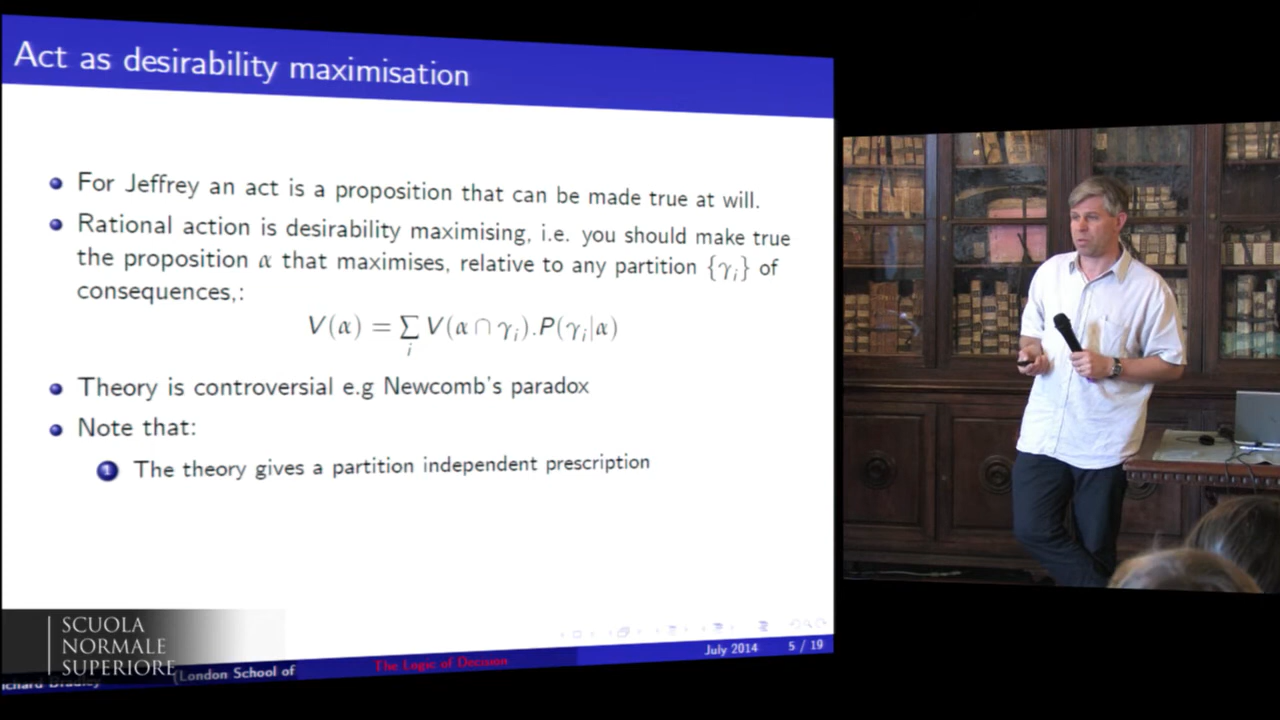 Act as desirability maximisation
For Jeffrey an act is a proposition that can be made true at will.
Rational action is desirability maximising, i.e. you should make true
the proposition α that maximises, relative to any partition {γᵢ} of
consequences,:
V(α) = ∑ᵢ V(α ∩ γᵢ).P(γᵢ|α)
Theory is controversial e.g Newcomb's paradox
Note that:
1 The theory gives a partition independent prescription
SCUOLA
NORMALE
SUPERIORE
ichard Bradley (London School of The Logic of Decision July 2014 5 / 19